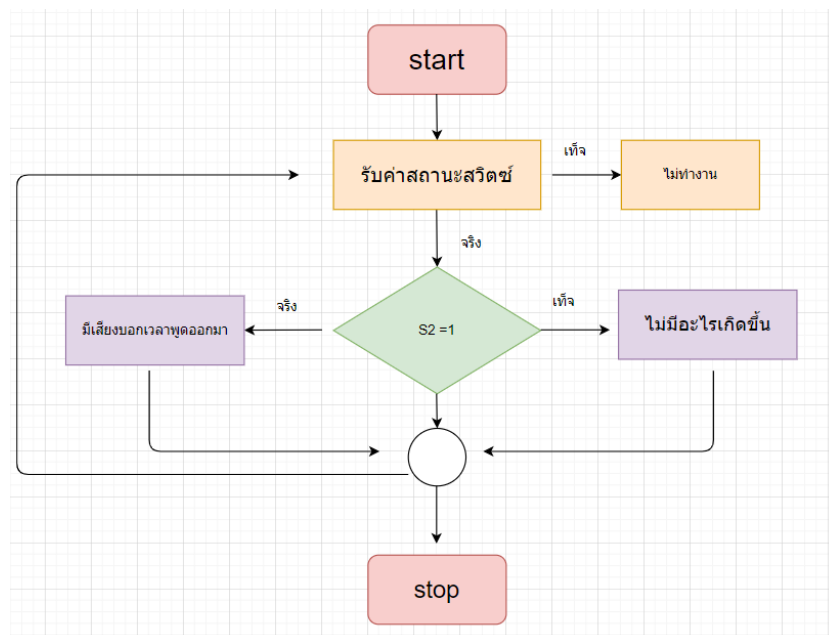 start
รับค่าสถานะสวิตซ์
เท็จ
ไม่ทำงาน
จริง
S2 =1
จริง
มีเสียงบอกเวลาพูดออกมา
เท็จ
ไม่มีอะไรเกิดขึ้น
stop